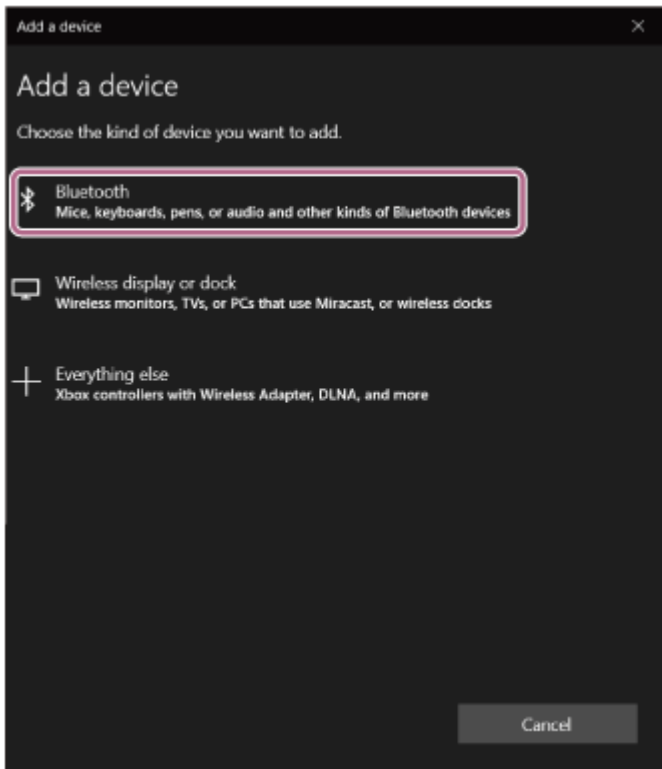 Add a device
Add a device
Choose the kind of device you want to add.
Bluetooth
Mice, keyboards, pens, or audio and other kinds of Bluetooth devices
Wireless display or dock
Wireless monitors, TVs, or PCs that use Miracast, or wireless docks
Everything else
Xbox controllers with Wireless Adapter, DLNA, and more
Cancel